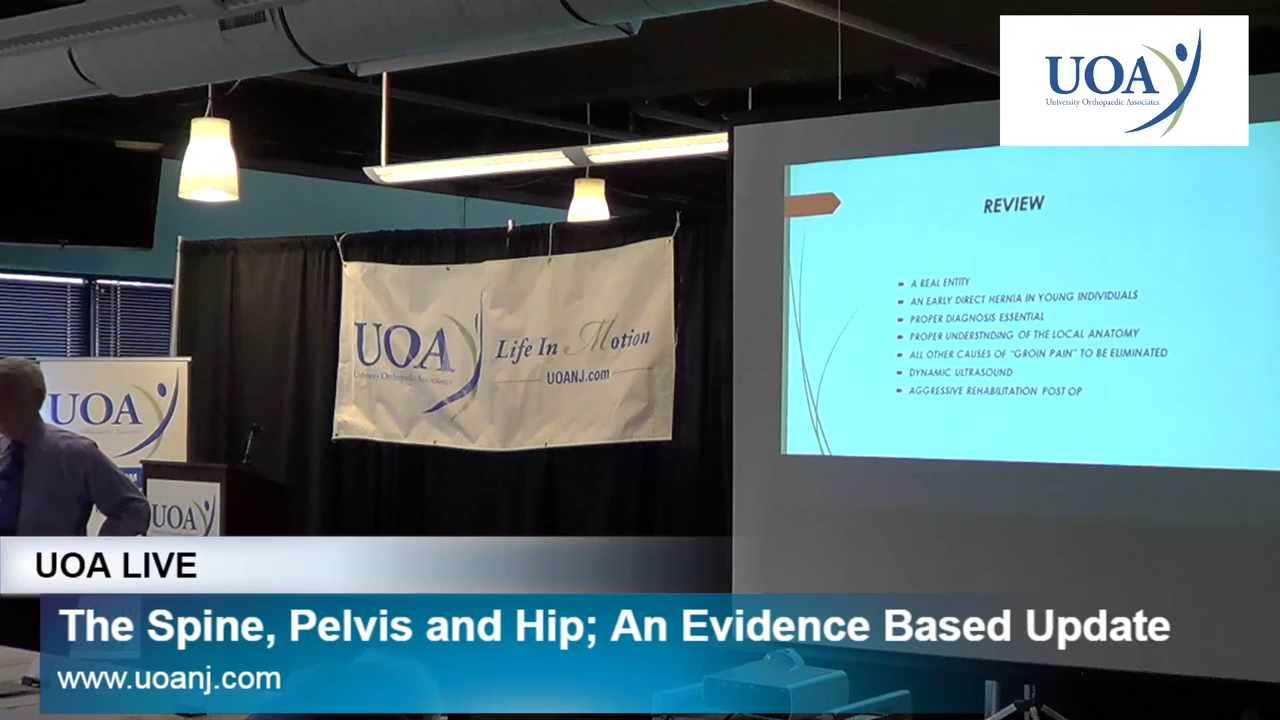 UOA
University Orthopaedic Associates
REVIEW
A REAL ENTITY
AN EARLY DIRECT HERNIA IN YOUNG INDIVIDUALS
PROPER DIAGNOSIS ESSENTIAL
PROPER UNDERSTNDING OF THE LOCAL ANATOMY
ALL OTHER CAUSES OF "GROIN PAIN" TO BE ELIMINATED
DYNAMIC ULTRASOUND
AGGRESSIVE REHABILITATION POST OP
UOA
University Orthopaedic Associates
Life In Motion
UOANJ.com
UOA
UOA
UOA LIVE
The Spine, Pelvis and Hip; An Evidence Based Update
www.uoanj.com